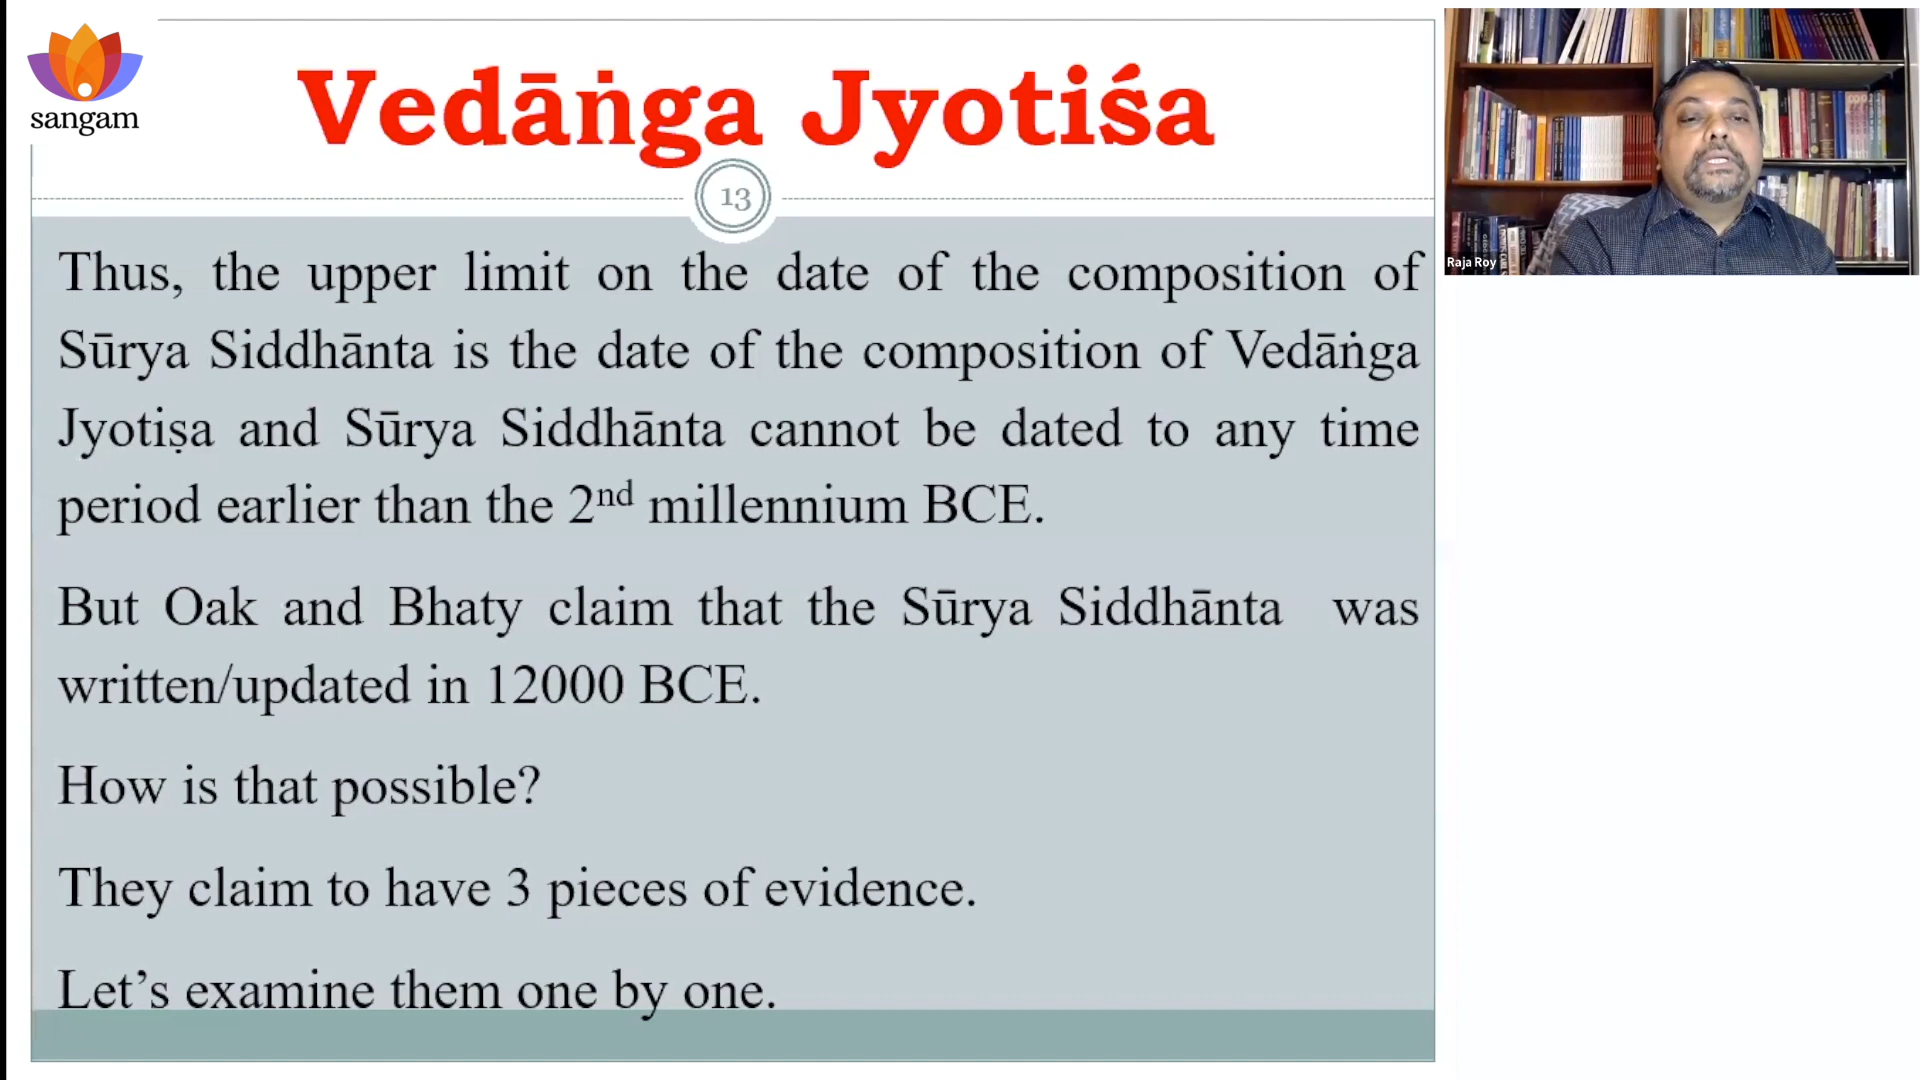 sangam
Vedāṅga Jyotiśa
13
Thus, the upper limit on the date of the composition of
Sūrya Siddhānta is the date of the composition of Vedāṅga
Jyotiṣa and Sūrya Siddhānta cannot be dated to any time
period earlier than the 2nd millennium BCE.
But Oak and Bhaty claim that the Sūrya Siddhānta was
written/updated in 12000 BCE.
How is that possible?
They claim to have 3 pieces of evidence.
Let’s examine them one by one.
Raja Roy